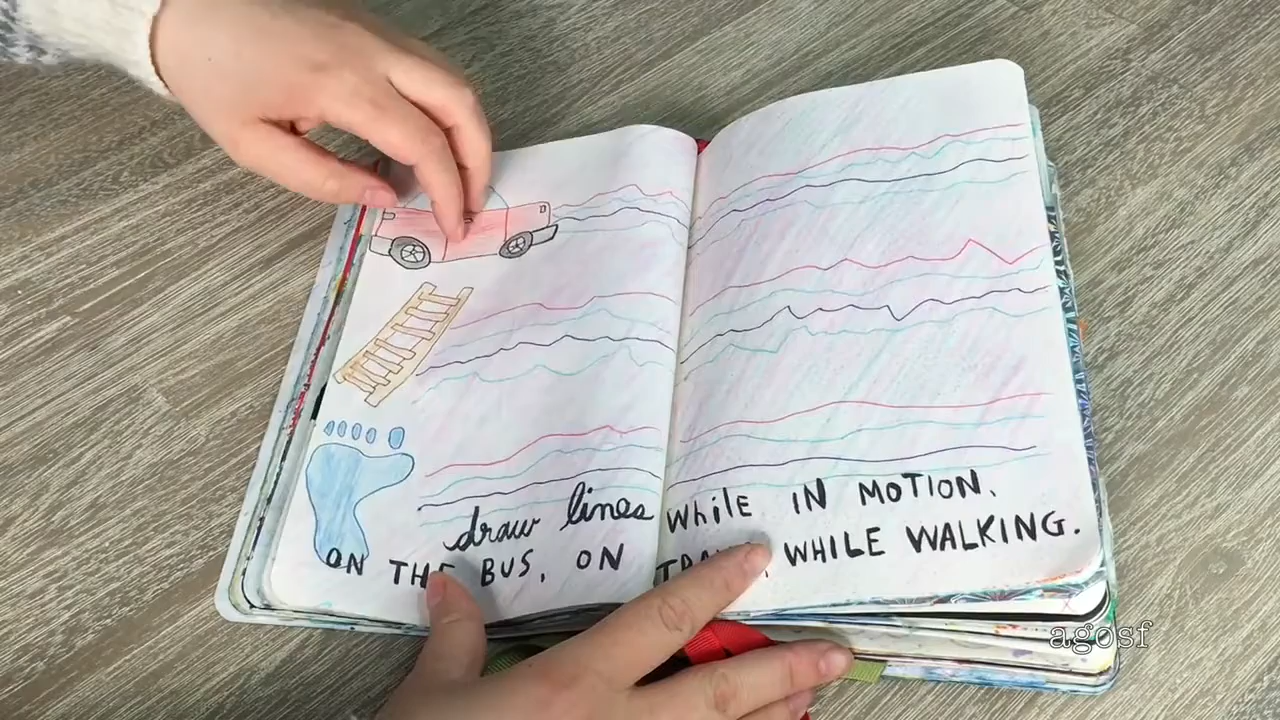 draw lines while IN MOTION.
ON THE BUS, ON WHILE WALKING.
agosf